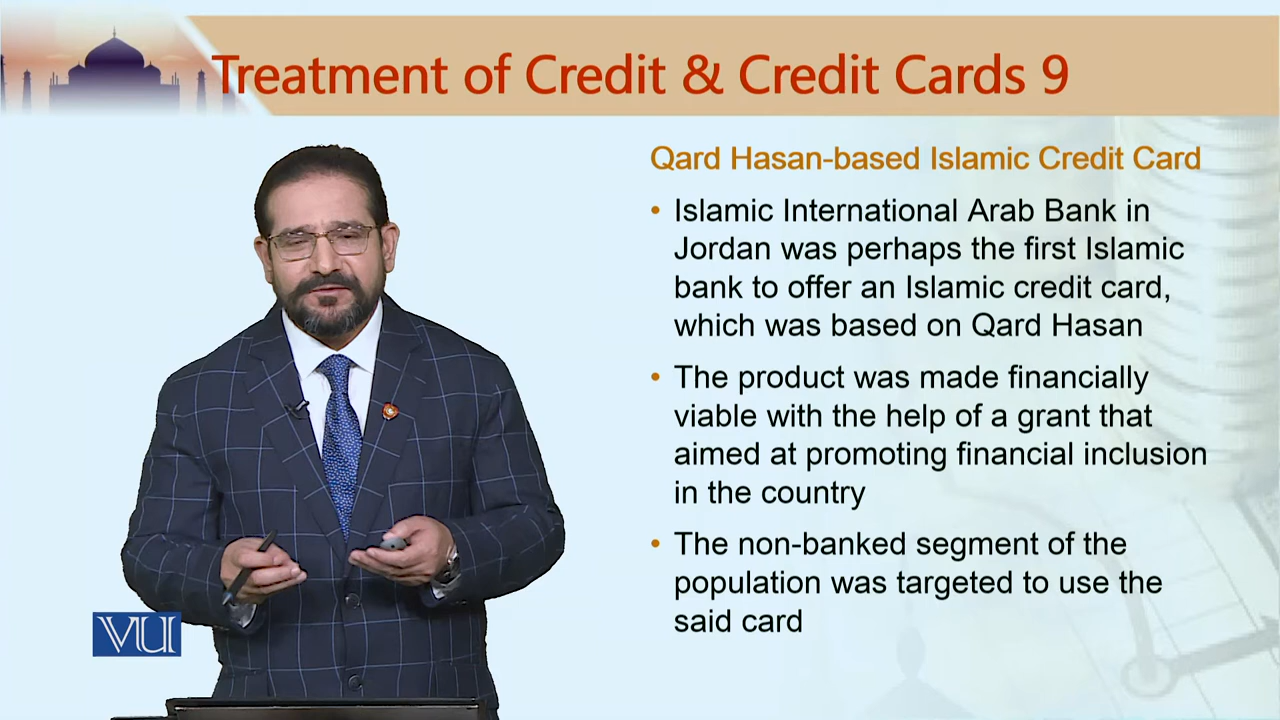 Treatment of Credit & Credit Cards 9
Qard Hasan-based Islamic Credit Card
• Islamic International Arab Bank in
Jordan was perhaps the first Islamic
bank to offer an Islamic credit card,
which was based on Qard Hasan
• The product was made financially
viable with the help of a grant that
aimed at promoting financial inclusion
in the country
• The non-banked segment of the
population was targeted to use the
said card
VU